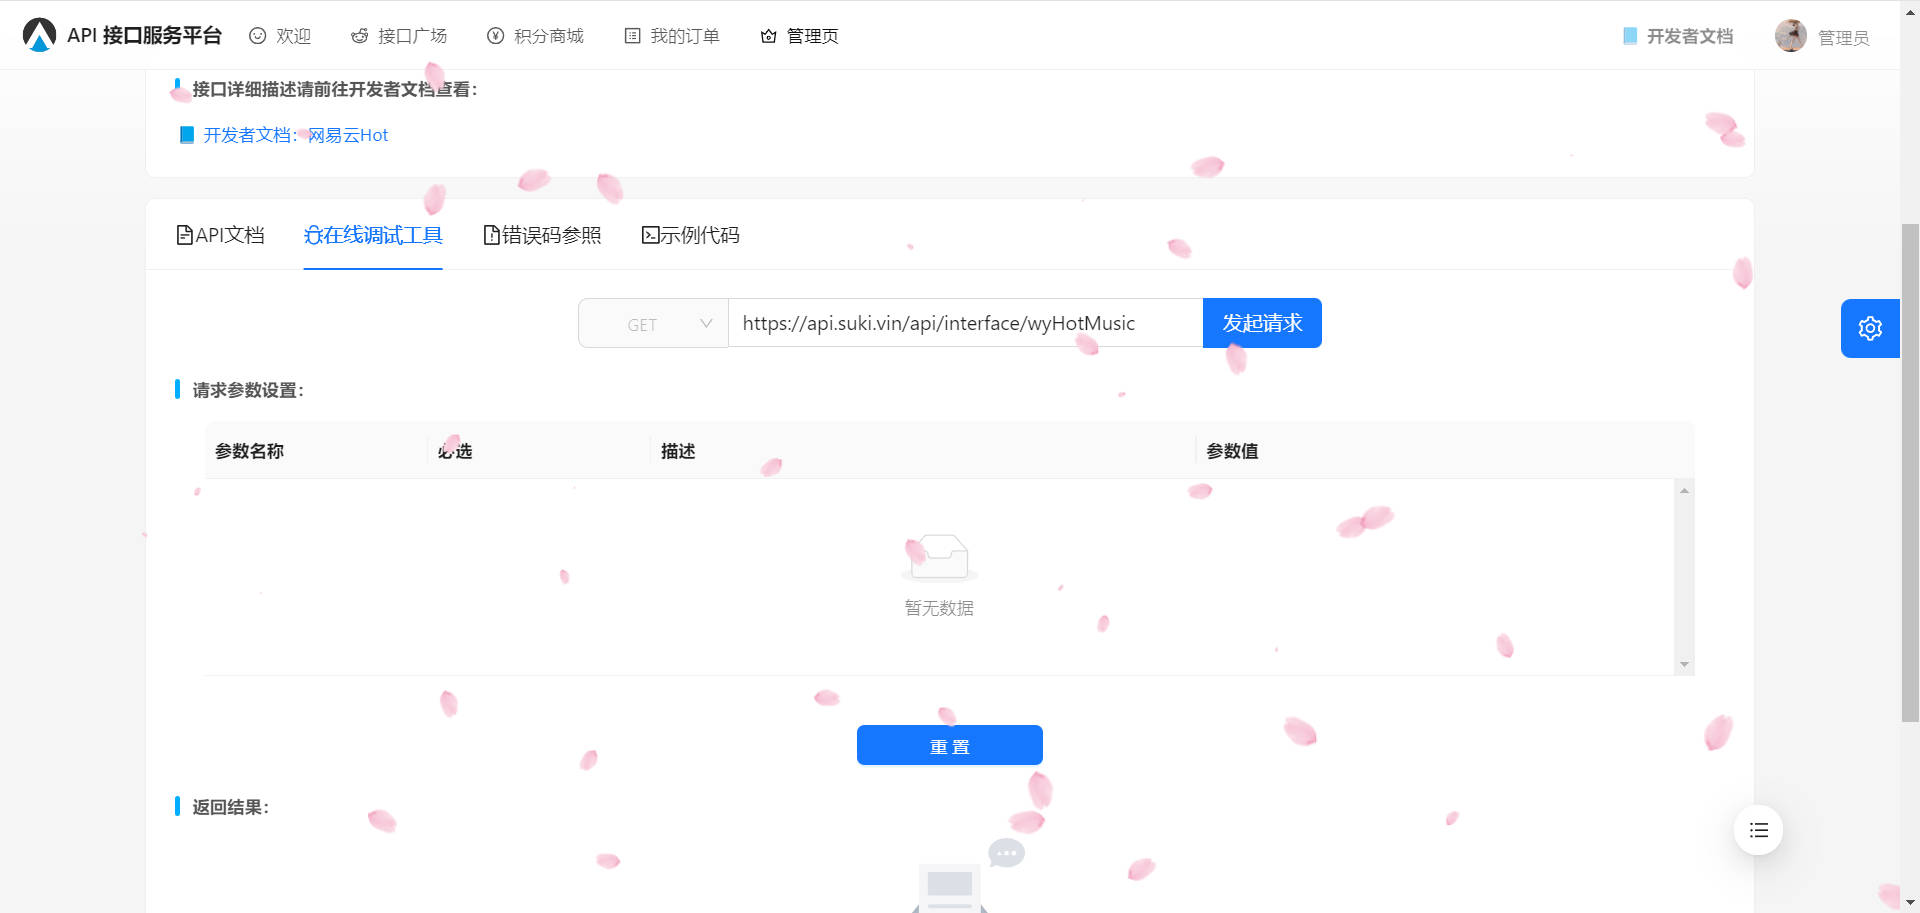 API 接口服务平台 欢迎 接口广场 积分商城 我的订单 管理页 开发者文档 管理员
接口详细描述请前往开发者文档查看：
开发者文档：网易云Hot
API文档 在线调试工具 错误码参照 示例代码
GET https://api.suki.vin/api/interface/wyHotMusic 发起请求
请求参数设置：
参数名称 必选 描述 参数值
暂无数据
重 置
返回结果：